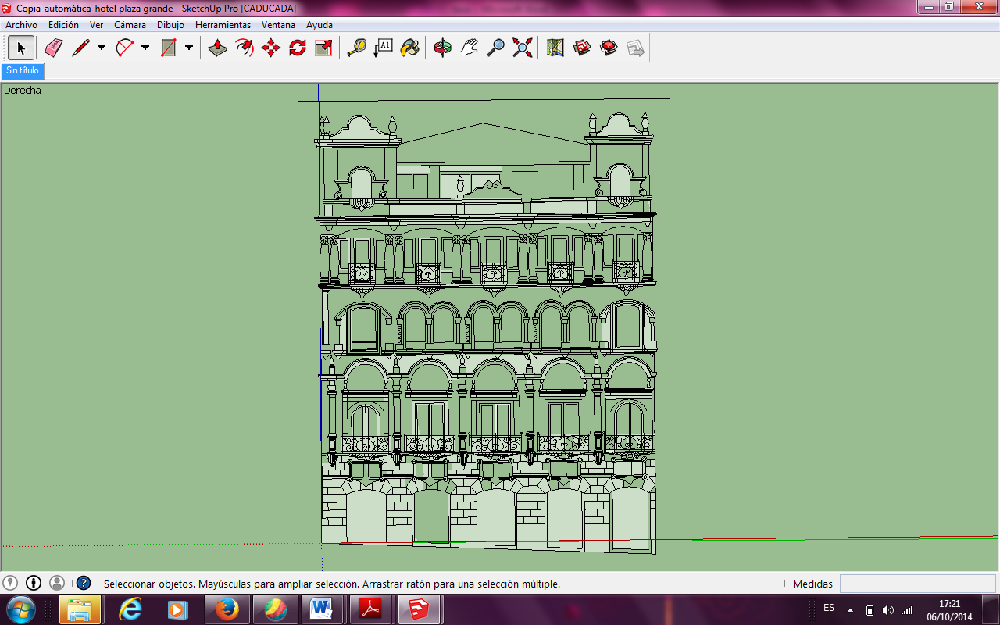 Copia_automática_hotel plaza grande - SketchUp Pro [CADUCADA]
Archivo Edición Ver Cámara Dibujo Herramientas Ventana Ayuda
A1
Sin título
Derecha
Seleccionar objetos. Mayúsculas para ampliar selección. Arrastrar ratón para una selección múltiple.
Medidas
ES
17:21
06/10/2014